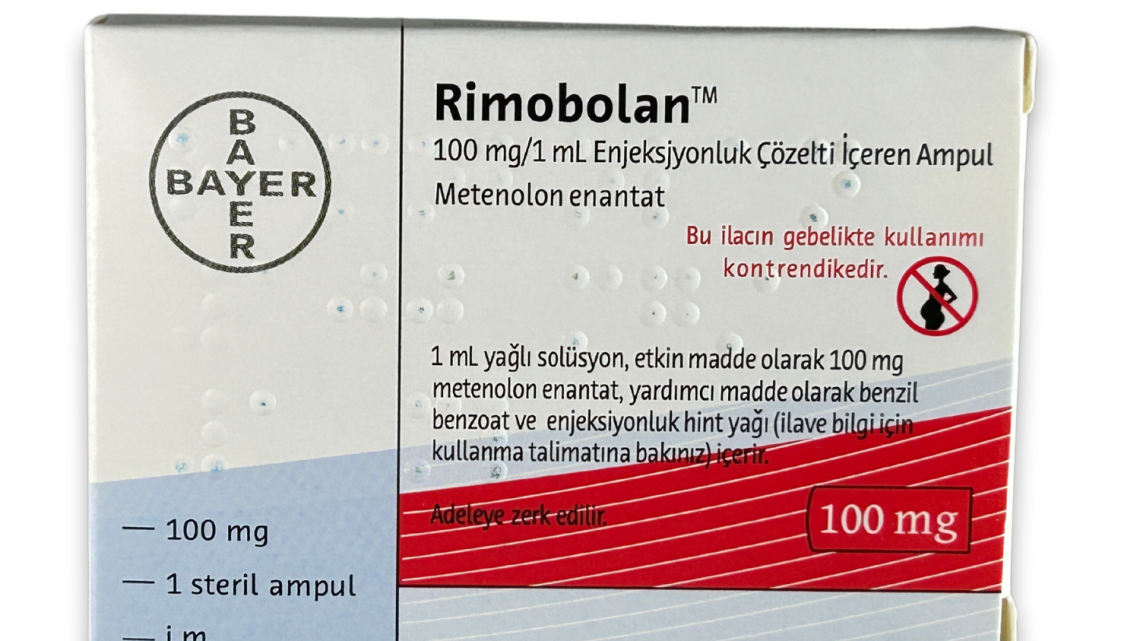 BAYER
BAYER
Rimobolan™
100 mg/1 mL Enjeksjyonluk Çözelti İçeren Ampul
Metenolon enantat
Bu ilacın gebelikte kullanımı
kontrendikedir.
1 mL yağlı solüsyon, etkin madde olarak 100 mg
metenolon enantat, yardımcı madde olarak benzil
benzoat ve enjeksiyonluk hint yağı (ilave bilgi için
kullanma talimatına bakınız) içerir.
Adeleye zerk edilir.
100 mg
— 100 mg
— 1 steril ampul
— i.m